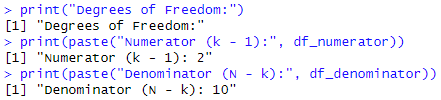 > print("Degrees of Freedom:")
[1] "Degrees of Freedom:"
> print(paste("Numerator (k - 1):", df_numerator))
[1] "Numerator (k - 1): 2"
> print(paste("Denominator (N - k):", df_denominator))
[1] "Denominator (N - k): 10"